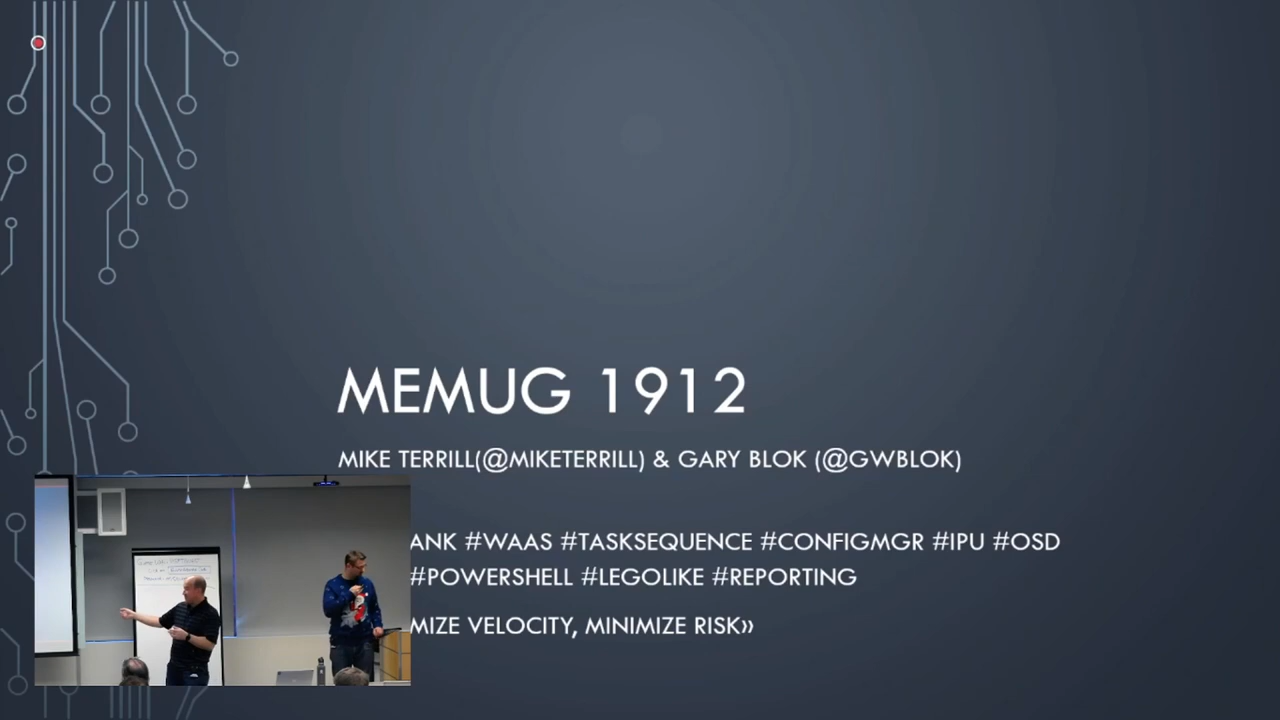 MEMUG 1912
MIKE TERRILL(@MIKETERRILL) & GARY BLOK (@GWBLOK)
ANK #WAAS #TASKSEQUENCE #CONFIGMGR #IPU #OSD
#POWERSHELL #LEGOLIKE #REPORTING
MIZE VELOCITY, MINIMIZE RISK»